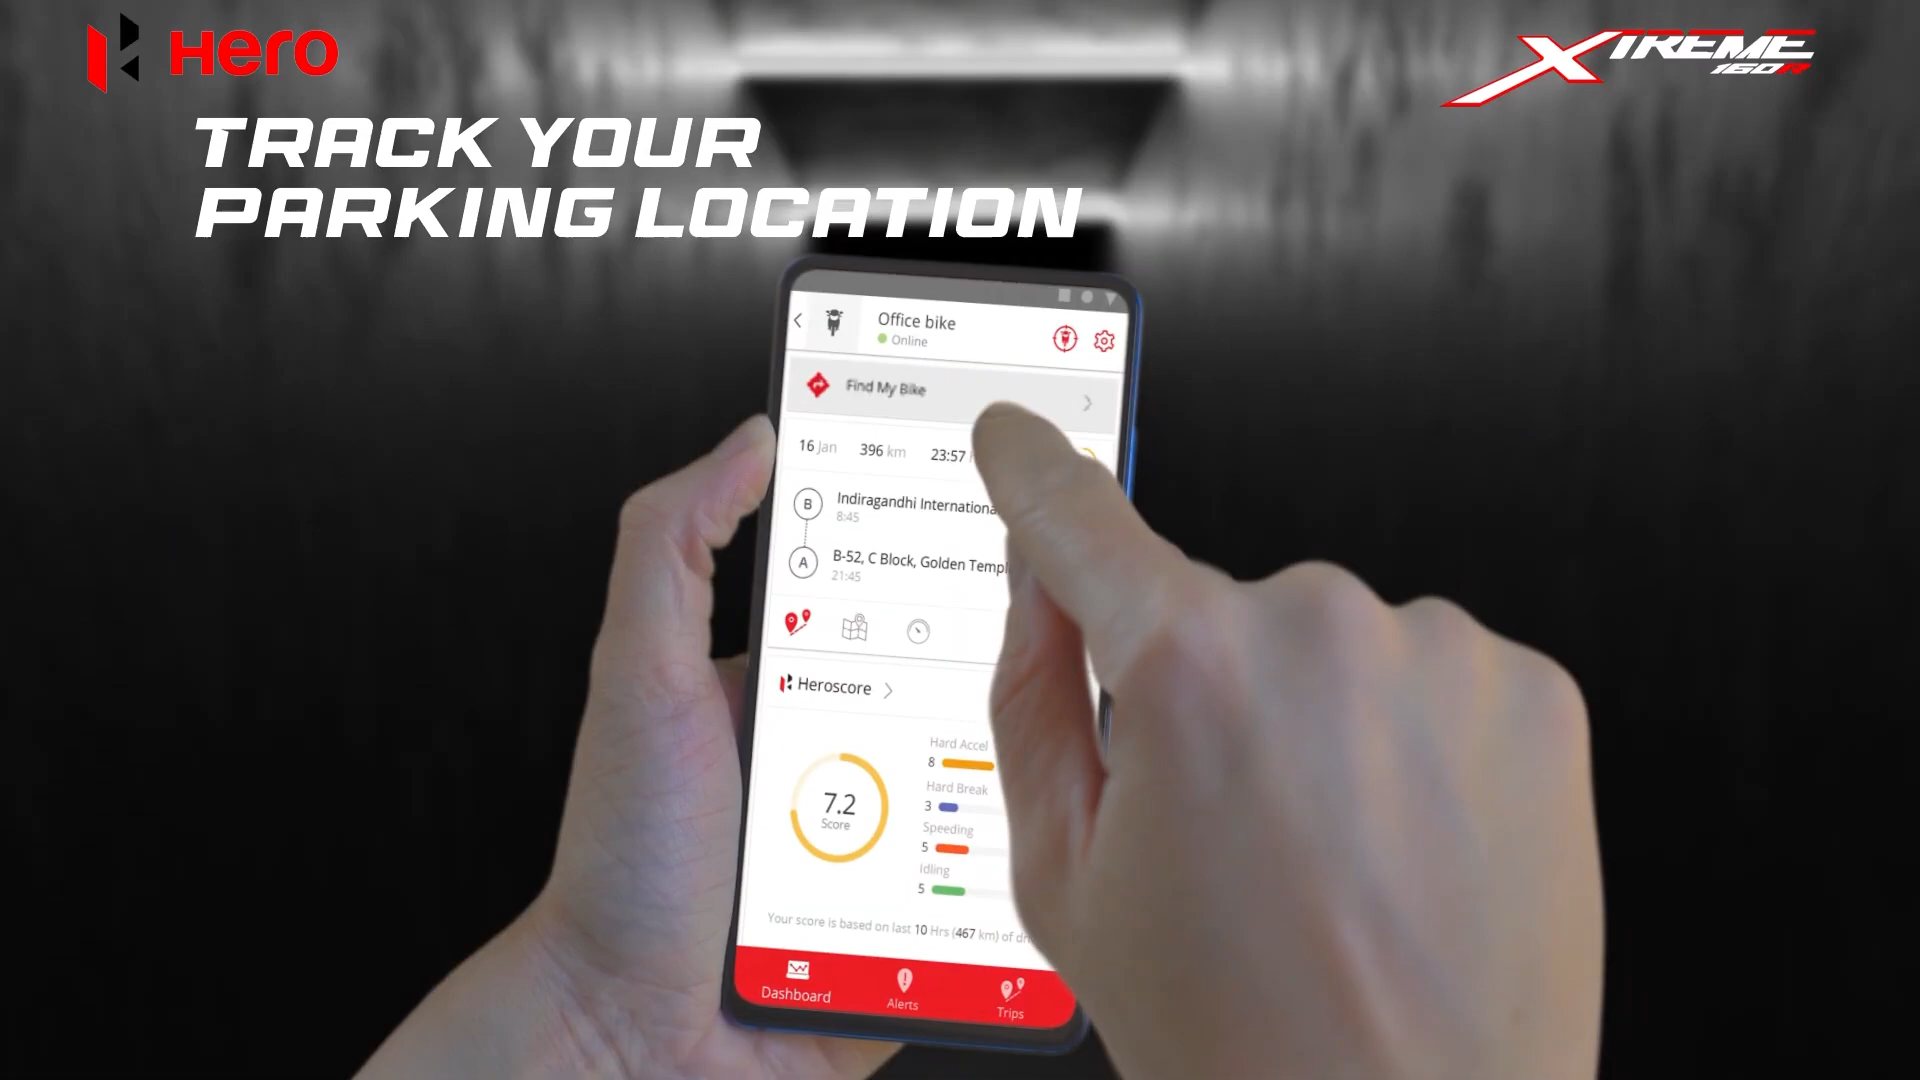 Hero
XTREME
160R
TRACK YOUR
PARKING LOCATION
Office bike
Online
Find My Bike
16 Jan 396 km 23:57
B Indiragandhi Internationa
8:45
A B-52, C Block, Golden Templ
21:45
Heroscore
Hard Accel
8
Hard Break
3
7.2
Score
Speeding
5
Idling
5
Your score is based on last 10 Hrs (467 km) of dri
Dashboard Alerts Trips